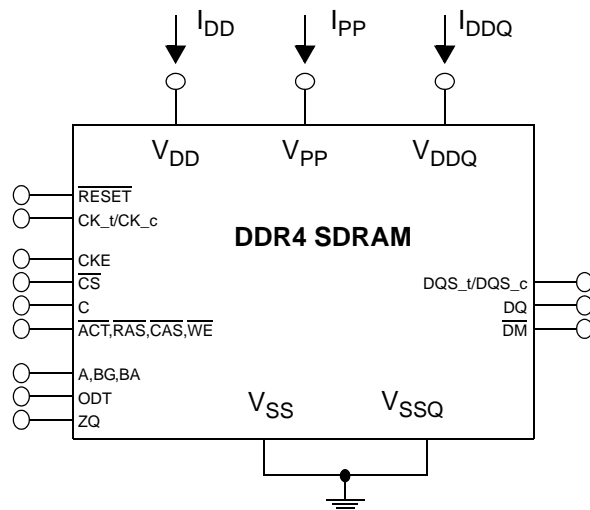 IDD IPP IDDQ
VDD VPP VDDQ
RESET
CK_t/CK_c
DDR4 SDRAM
CKE
CS
DQS_t/DQS_c
C
DQ
ACT,RAS,CAS,WE
DM
A,BG,BA
ODT
VSS VSSQ
ZQ